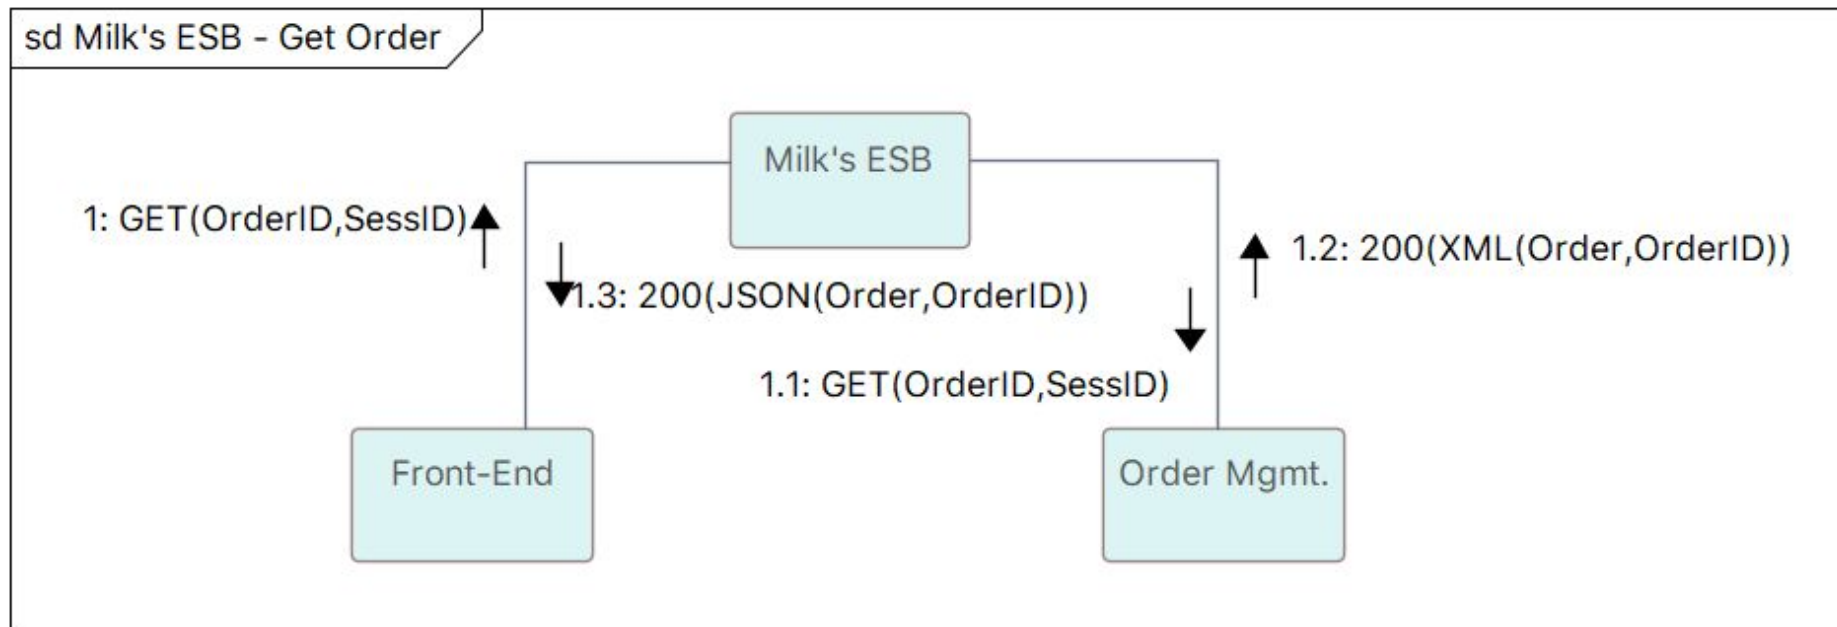 sd Milk's ESB - Get Order
Milk's ESB
1: GET(OrderID,SessID)
1.2: 200(XML(Order,OrderID))
1.3: 200(JSON(Order,OrderID))
1.1: GET(OrderID,SessID)
Front-End
Order Mgmt.